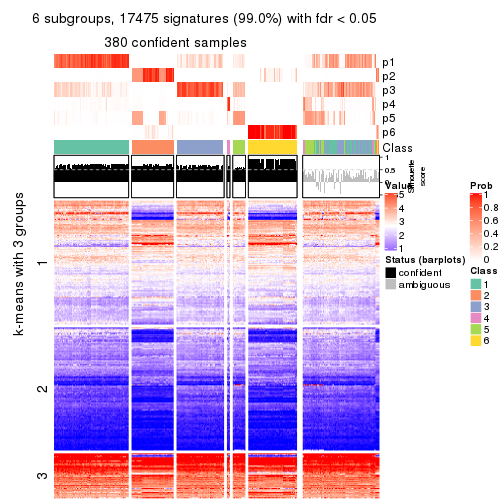 6 subgroups, 17475 signatures (99.0%) with fdr < 0.05
380 confident samples
p1
p2
p3
p4
p5
p6
Class
1
0.5
0
Silhouette
score
k-means with 3 groups
1
2
3
Value
5
4
3
2
1
Status (barplots)
confident
ambiguous
Prob
1
0.8
0.6
0.4
0.2
0
Class
1
2
3
4
5
6